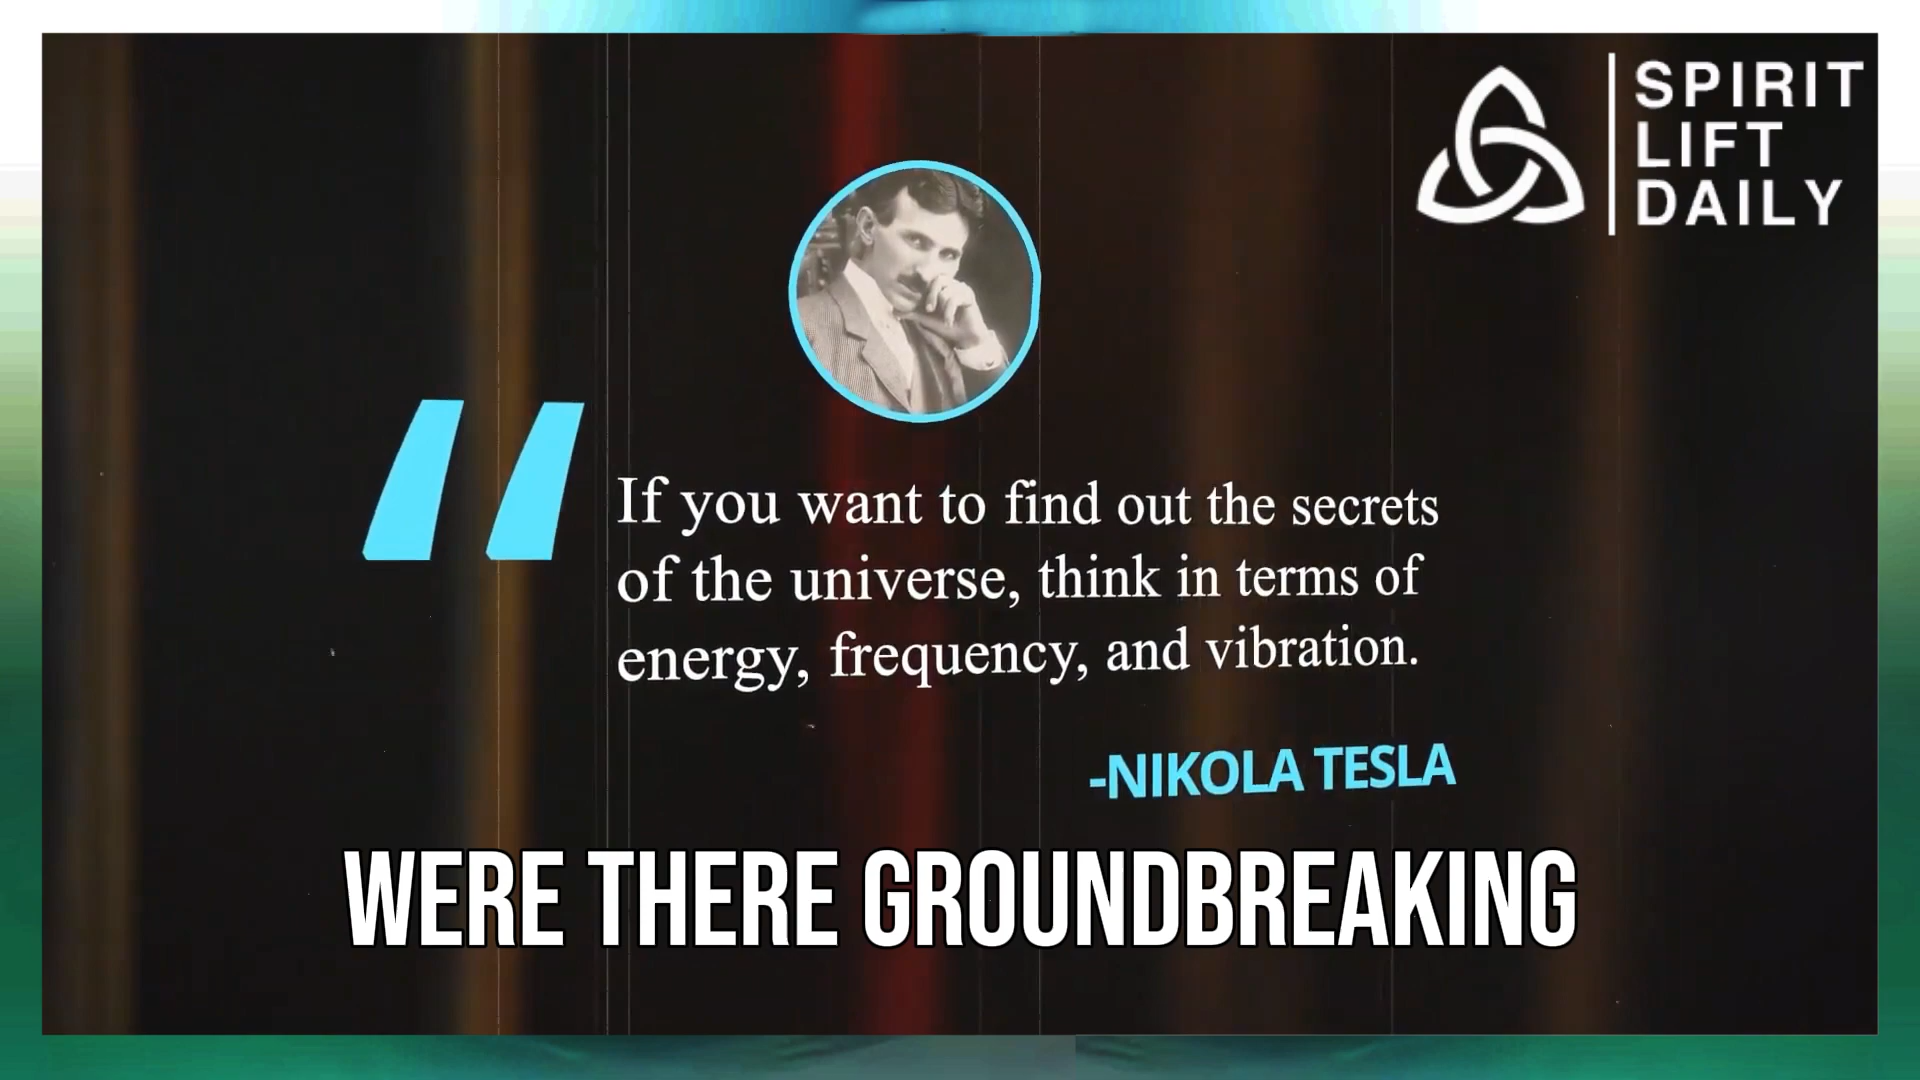 SPIRIT
LIFT
DAILY
“
If you want to find out the secrets
of the universe, think in terms of
energy, frequency, and vibration.
-NIKOLA TESLA
WERE THERE GROUNDBREAKING